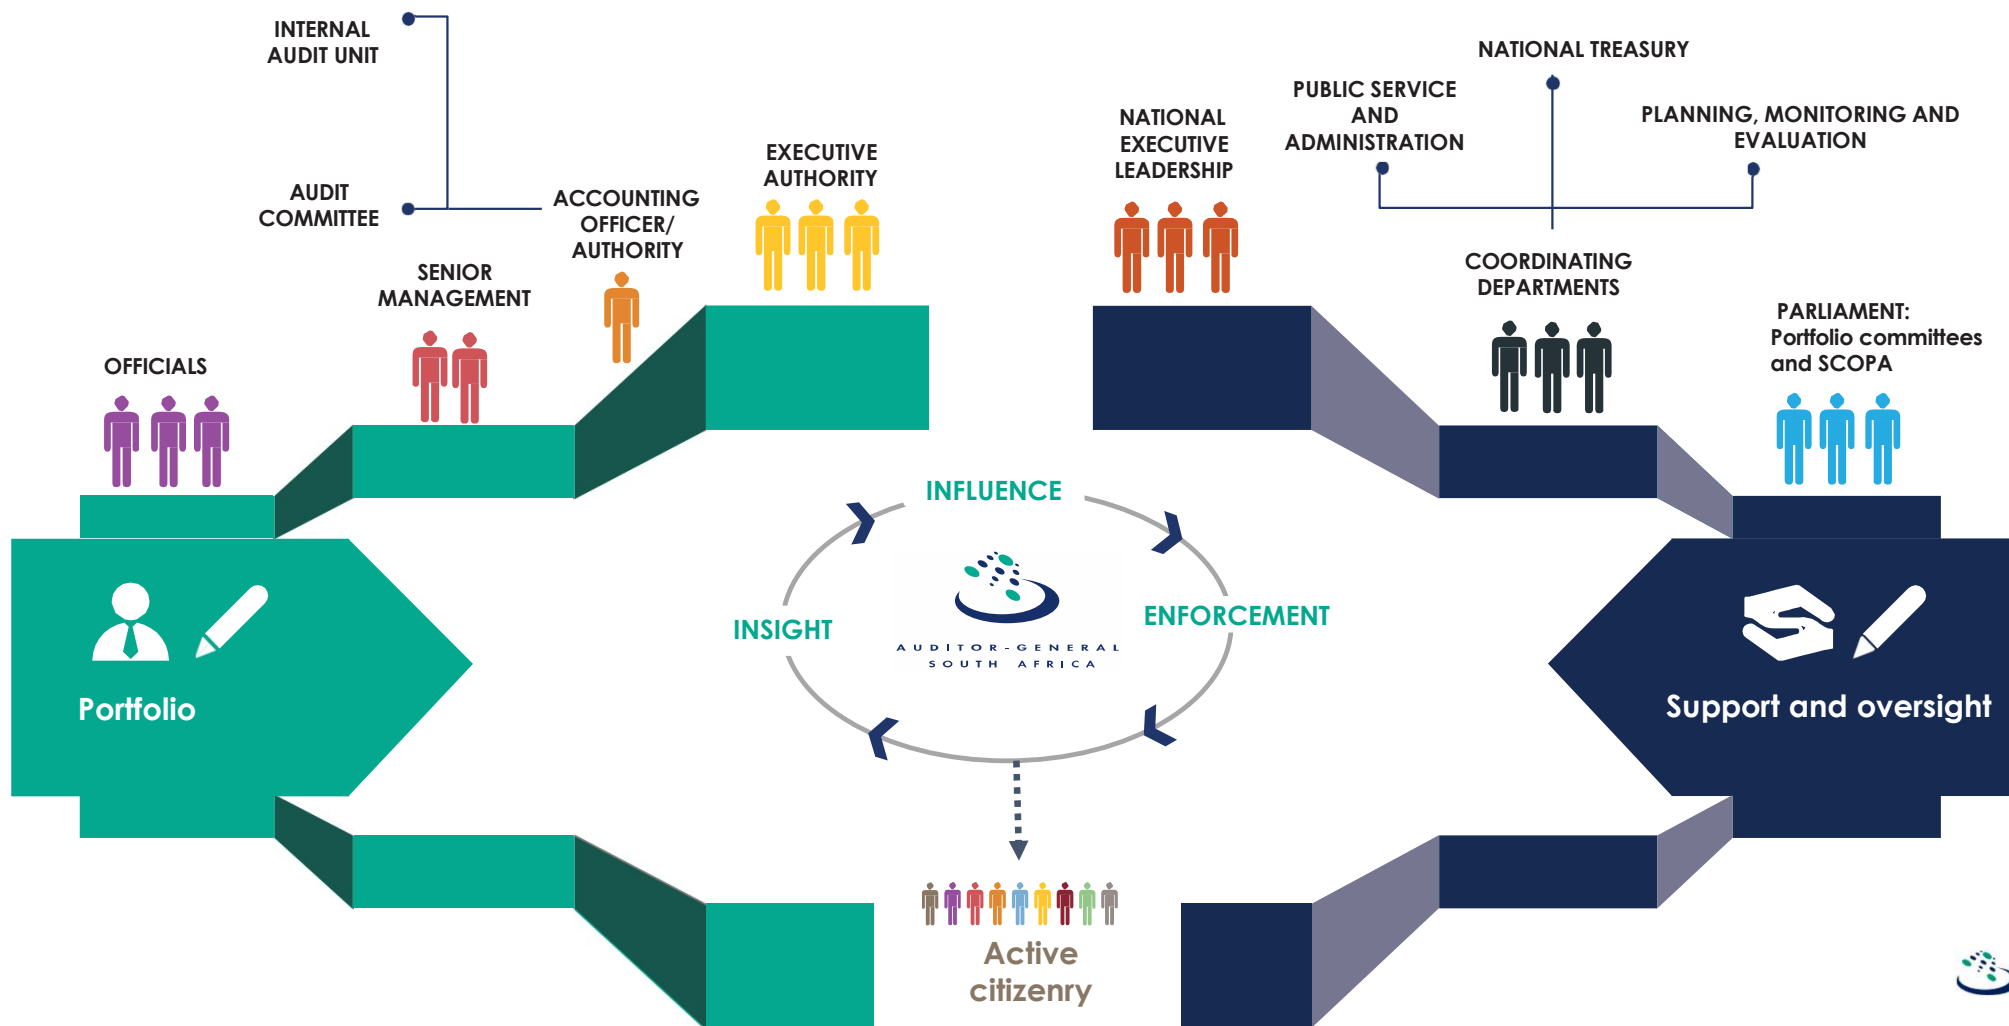 INTERNAL
AUDIT UNIT
AUDIT
COMMITTEE
ACCOUNTING
OFFICER/
AUTHORITY
EXECUTIVE
AUTHORITY
SENIOR
MANAGEMENT
OFFICIALS
NATIONAL
EXECUTIVE
LEADERSHIP
PUBLIC SERVICE
AND
ADMINISTRATION
NATIONAL TREASURY
PLANNING, MONITORING AND
EVALUATION
COORDINATING
DEPARTMENTS
PARLIAMENT:
Portfolio committees
and SCOPA
INFLUENCE
INSIGHT
ENFORCEMENT
AUDITOR-GENERAL
SOUTH AFRICA
Portfolio
Support and oversight
Active
citizenry